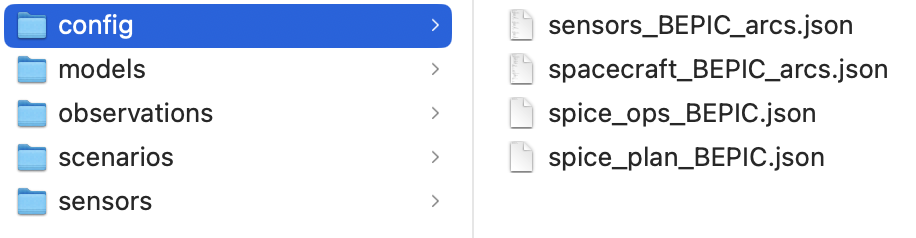 config
models
observations
scenarios
sensors
sensors_BEPIC_arcs.json
spacecraft_BEPIC_arcs.json
spice_ops_BEPIC.json
spice_plan_BEPIC.json